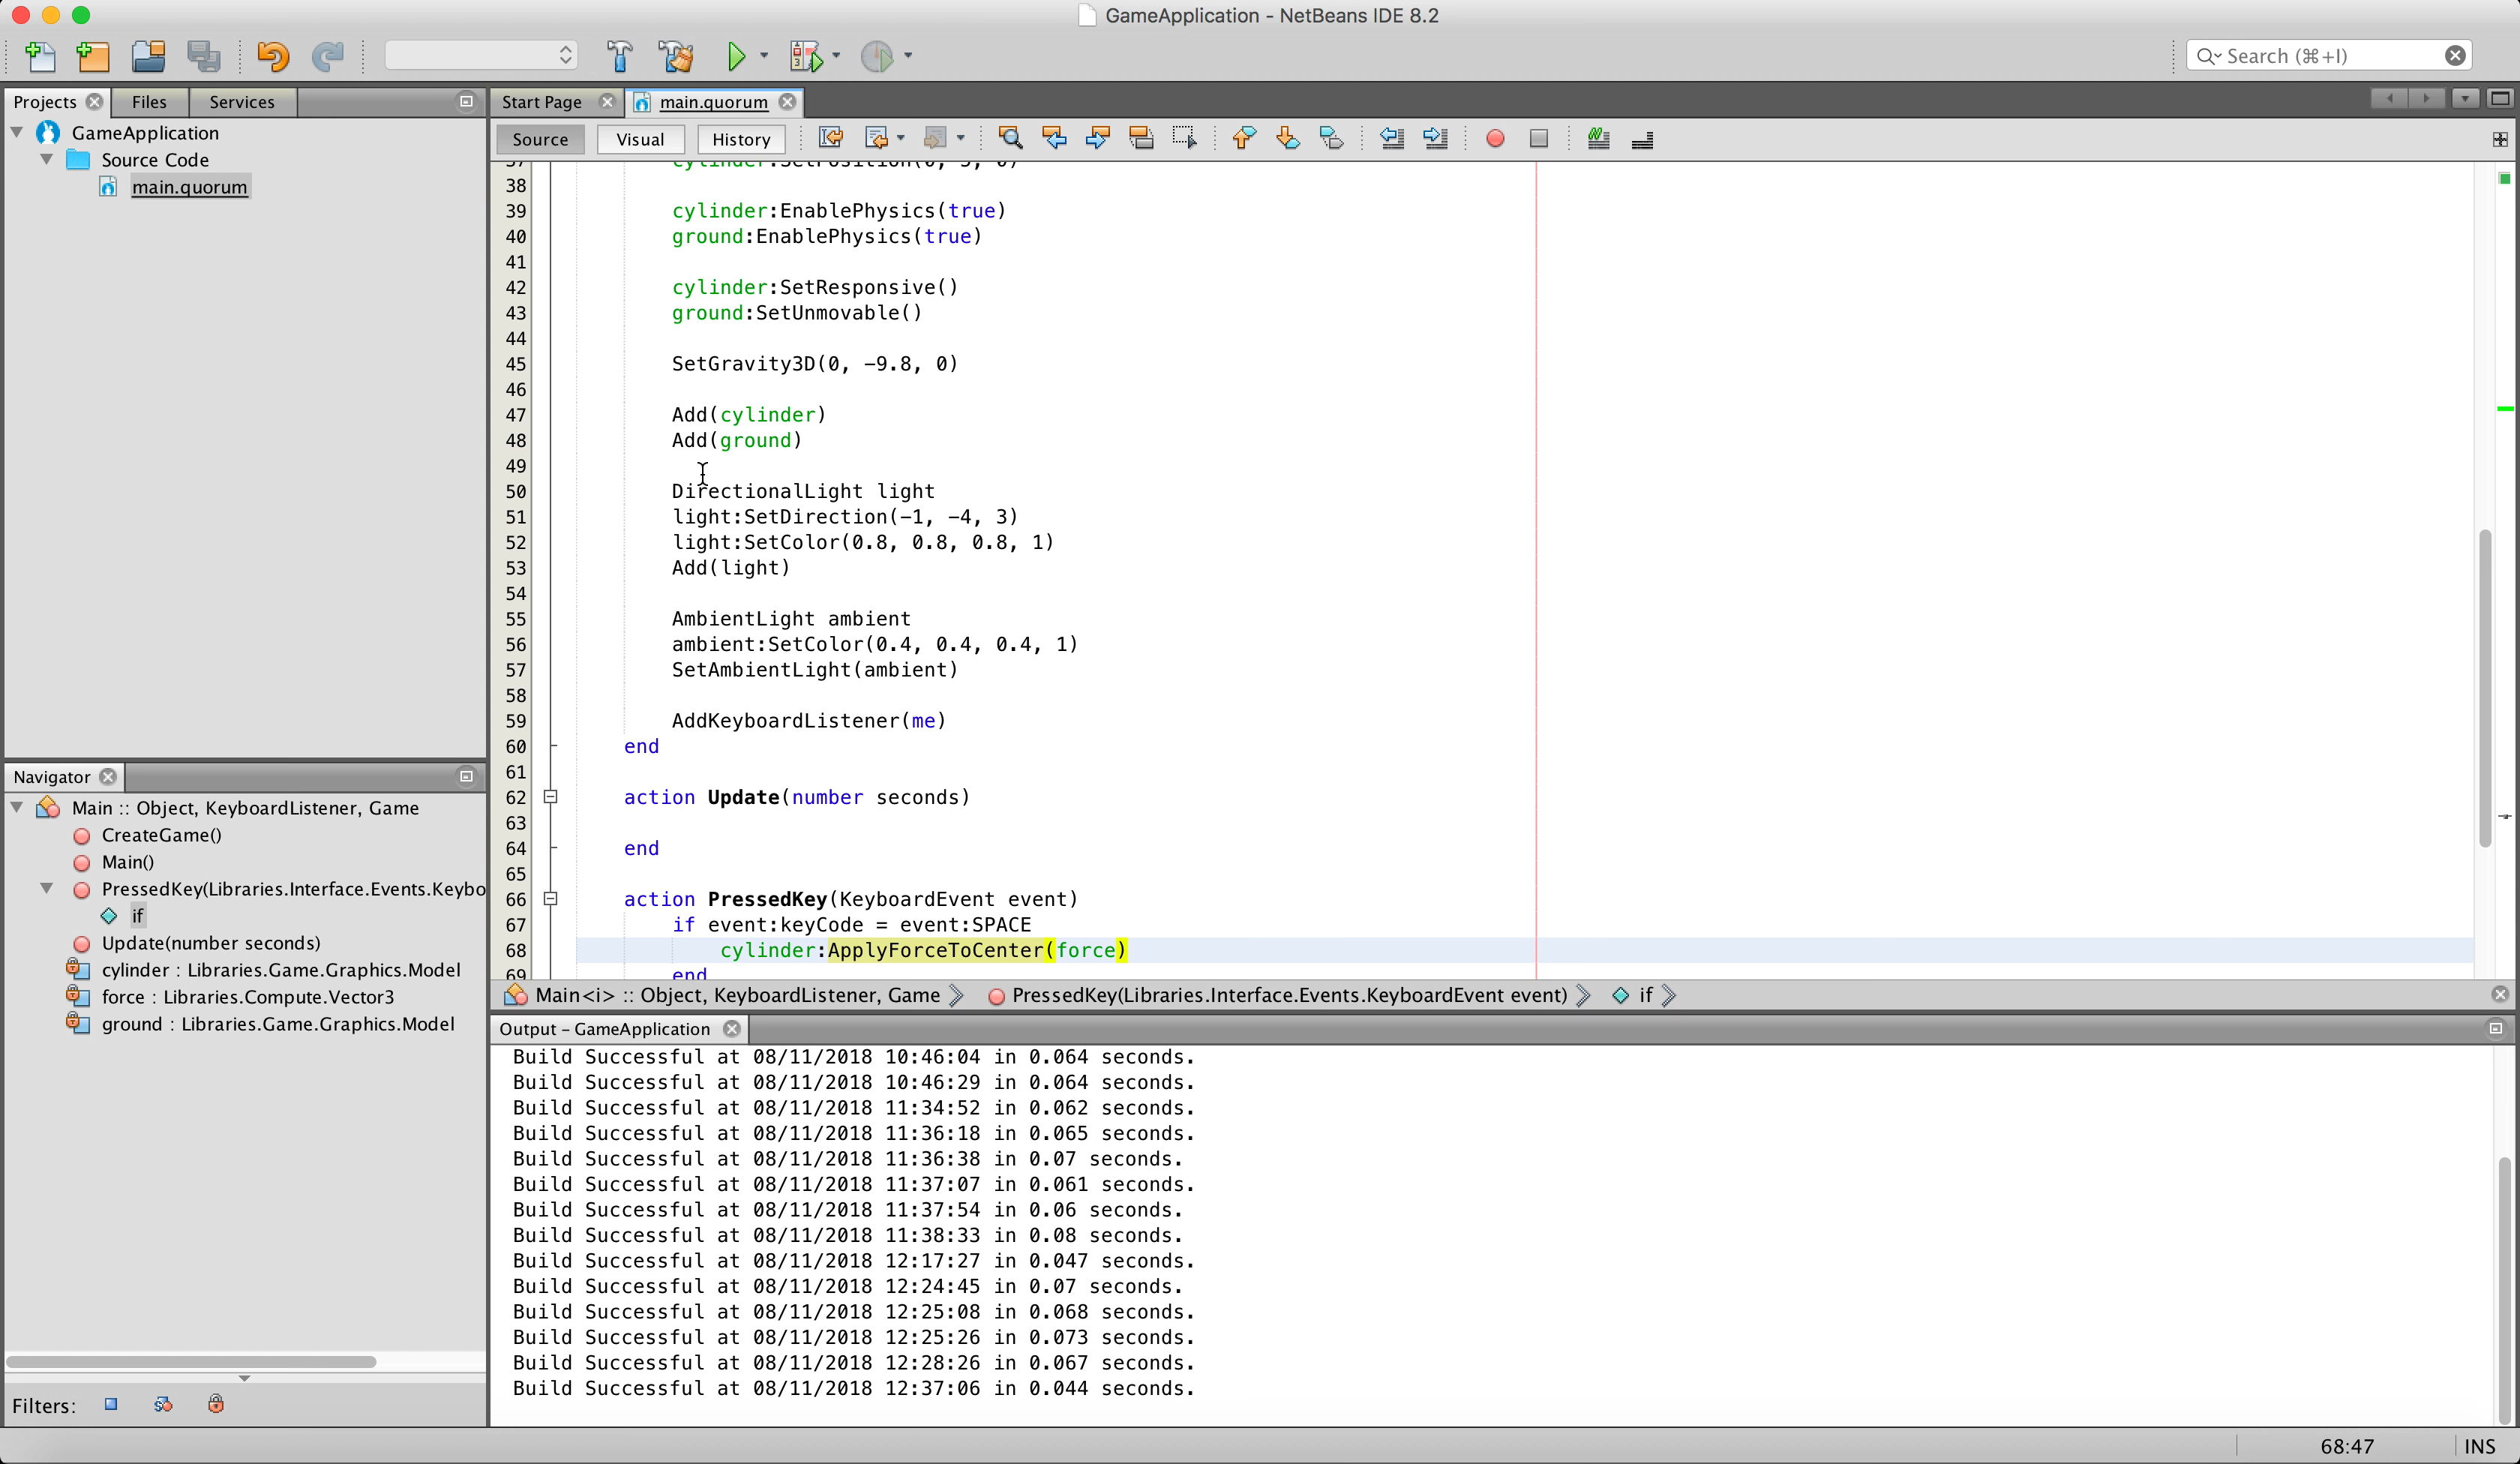 GameApplication - NetBeans IDE 8.2
Search (⌘+I)
Projects
Files
Services
Start Page
main.quorum
GameApplication
Source Code
main.quorum
Source
Visual
History
37 cylinder:SetPosition(0, 5, 0)
38
39 cylinder:EnablePhysics(true)
40 ground:EnablePhysics(true)
41
42 cylinder:SetResponsive()
43 ground:SetUnmovable()
44
45 SetGravity3D(0, -9.8, 0)
46
47 Add(cylinder)
48 Add(ground)
49
50 DirectionalLight light
51 light:SetDirection(-1, -4, 3)
52 light:SetColor(0.8, 0.8, 0.8, 1)
53 Add(light)
54
55 AmbientLight ambient
56 ambient:SetColor(0.4, 0.4, 0.4, 1)
57 SetAmbientLight(ambient)
58
59 AddKeyboardListener(me)
60 end
61
62 action Update(number seconds)
63
64 end
65
66 action PressedKey(KeyboardEvent event)
67 if event:keyCode = event:SPACE
68 cylinder:ApplyForceToCenter(force)
69 end
Navigator
Main :: Object, KeyboardListener, Game
CreateGame()
Main()
PressedKey(Libraries.Interface.Events.Keybo
if
Update(number seconds)
cylinder : Libraries.Game.Graphics.Model
force : Libraries.Compute.Vector3
ground : Libraries.Game.Graphics.Model
Filters:
Main<i> :: Object, KeyboardListener, Game
PressedKey(Libraries.Interface.Events.KeyboardEvent event)
if
Output - GameApplication
Build Successful at 08/11/2018 10:46:04 in 0.064 seconds.
Build Successful at 08/11/2018 10:46:29 in 0.064 seconds.
Build Successful at 08/11/2018 11:34:52 in 0.062 seconds.
Build Successful at 08/11/2018 11:36:18 in 0.065 seconds.
Build Successful at 08/11/2018 11:36:38 in 0.07 seconds.
Build Successful at 08/11/2018 11:37:07 in 0.061 seconds.
Build Successful at 08/11/2018 11:37:54 in 0.06 seconds.
Build Successful at 08/11/2018 11:38:33 in 0.08 seconds.
Build Successful at 08/11/2018 12:17:27 in 0.047 seconds.
Build Successful at 08/11/2018 12:24:45 in 0.07 seconds.
Build Successful at 08/11/2018 12:25:08 in 0.068 seconds.
Build Successful at 08/11/2018 12:25:26 in 0.073 seconds.
Build Successful at 08/11/2018 12:28:26 in 0.067 seconds.
Build Successful at 08/11/2018 12:37:06 in 0.044 seconds.
68:47
INS